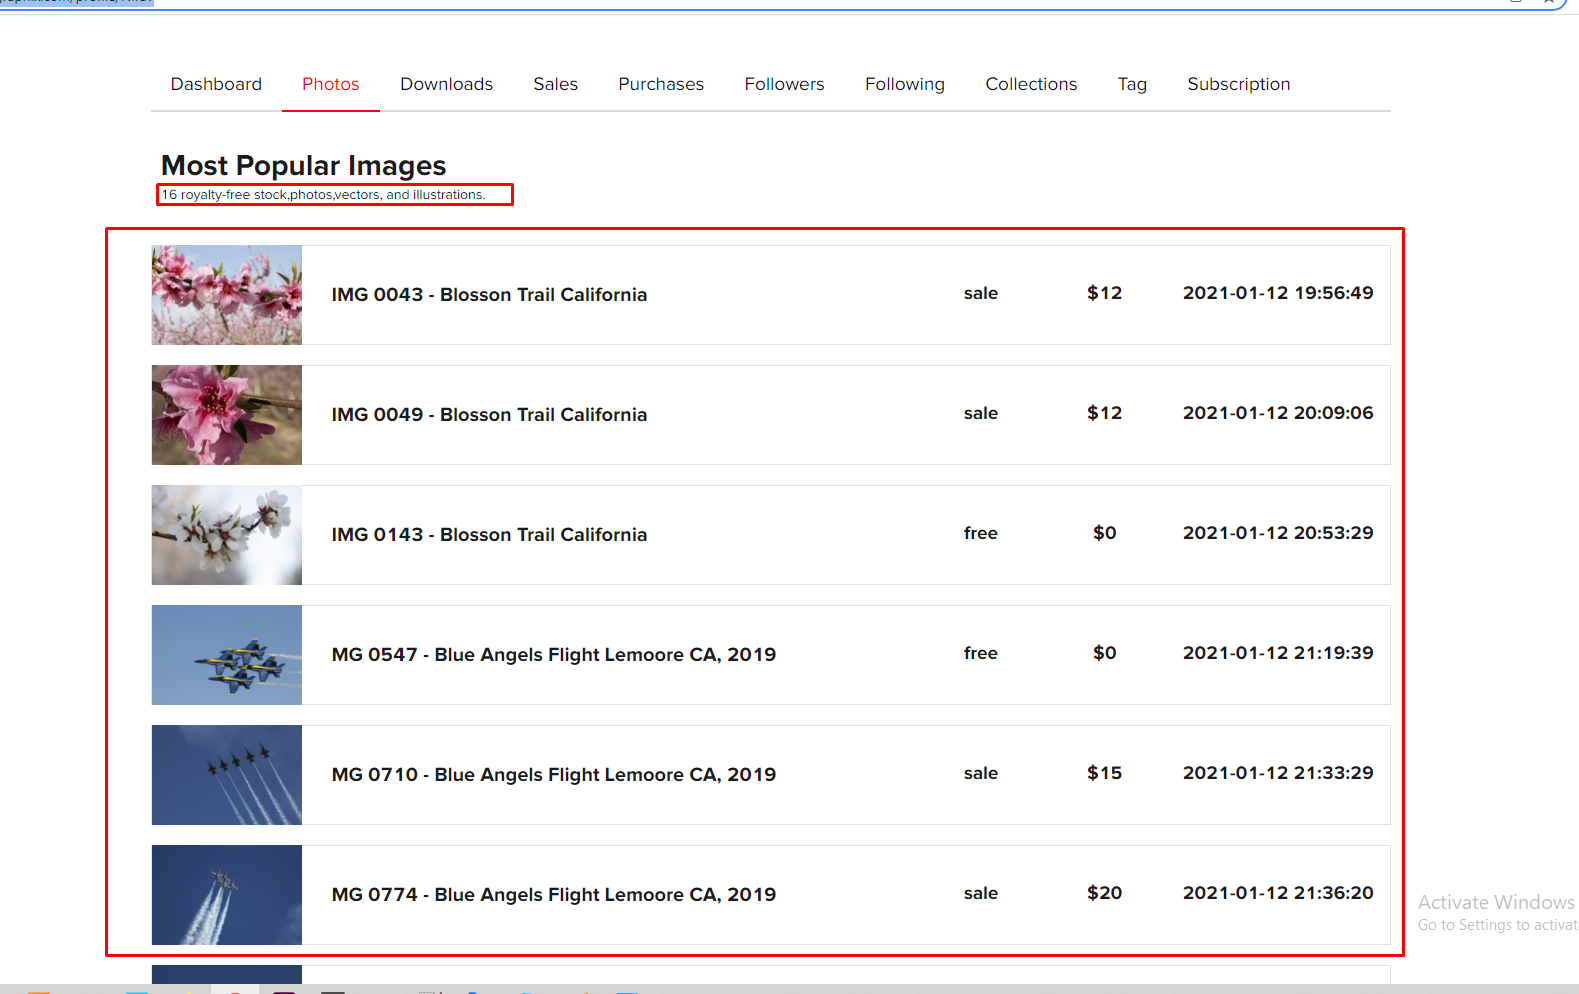 Dashboard Photos Downloads Sales Purchases Followers Following Collections Tag Subscription
Most Popular Images
16 royalty-free stock,photos,vectors, and illustrations.
IMG 0043 - Blosson Trail California sale $12 2021-01-12 19:56:49
IMG 0049 - Blosson Trail California sale $12 2021-01-12 20:09:06
IMG 0143 - Blosson Trail California free $0 2021-01-12 20:53:29
MG 0547 - Blue Angels Flight Lemoore CA, 2019 free $0 2021-01-12 21:19:39
MG 0710 - Blue Angels Flight Lemoore CA, 2019 sale $15 2021-01-12 21:33:29
MG 0774 - Blue Angels Flight Lemoore CA, 2019 sale $20 2021-01-12 21:36:20
Activate Windows
Go to Settings to activat